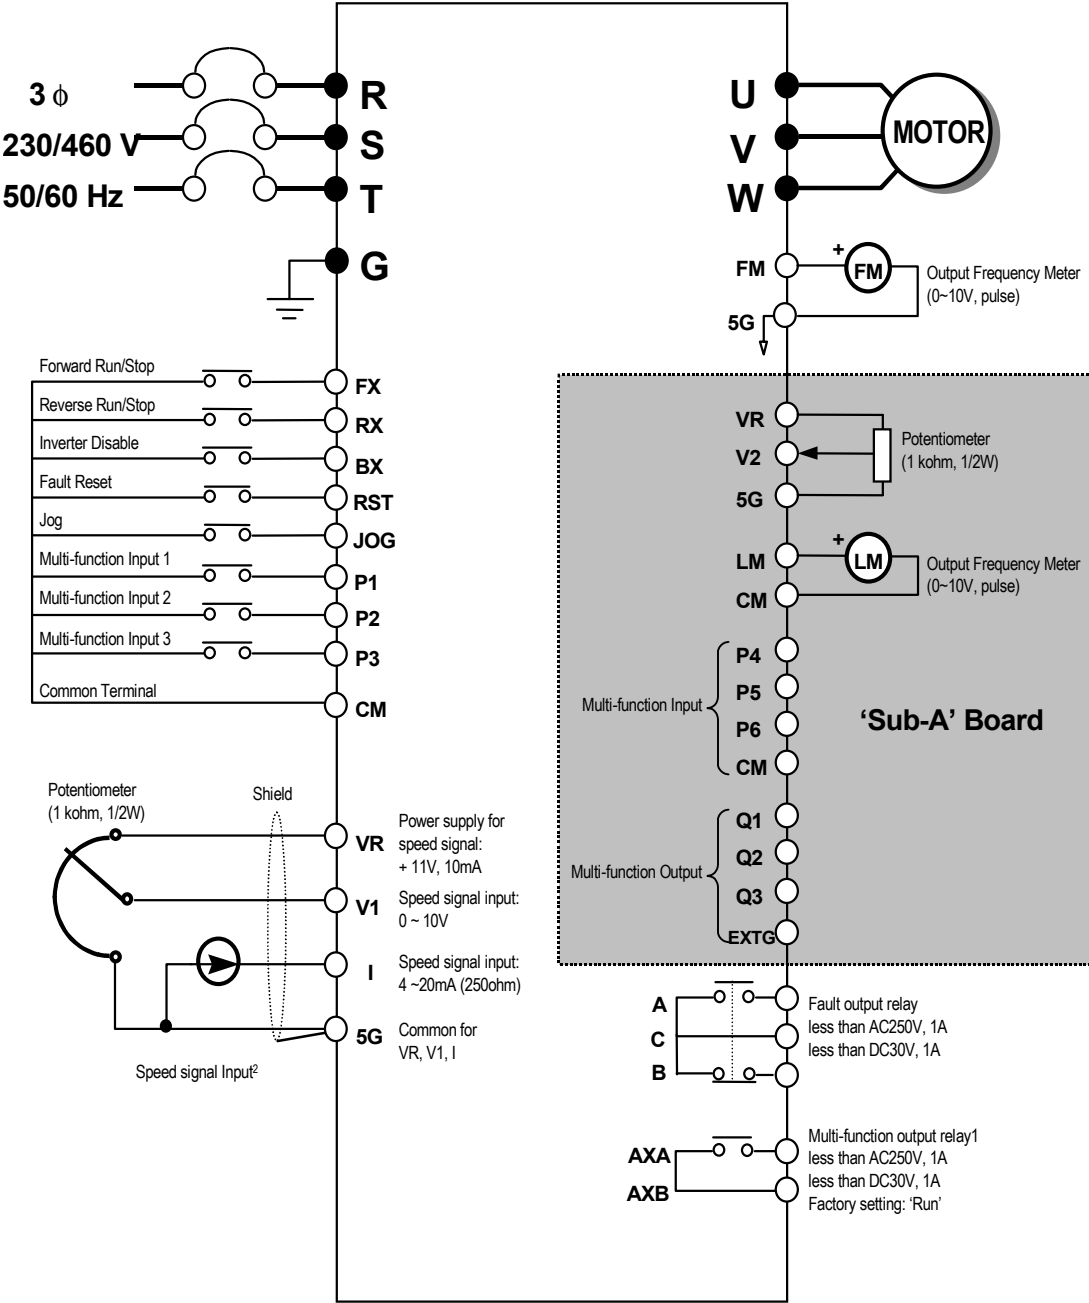 3 ϕ
230/460 V
50/60 Hz
R
S
T
G
U
V
W
MOTOR
FM
+
FM
Output Frequency Meter
(0~10V, pulse)
5G
Forward Run/Stop
FX
Reverse Run/Stop
RX
Inverter Disable
BX
Fault Reset
RST
Jog
JOG
Multi-function Input 1
P1
Multi-function Input 2
P2
Multi-function Input 3
P3
Common Terminal
CM
Potentiometer
(1 kohm, 1/2W)
Shield
VR
Power supply for
speed signal:
+ 11V, 10mA
V1
Speed signal input:
0 ~ 10V
I
Speed signal input:
4 ~20mA (250ohm)
5G
Common for
VR, V1, I
Speed signal Input²
VR
V2
5G
Potentiometer
(1 kohm, 1/2W)
LM
+
LM
CM
Output Frequency Meter
(0~10V, pulse)
Multi-function Input
P4
P5
P6
CM
‘Sub-A’ Board
Multi-function Output
Q1
Q2
Q3
EXTG
A
C
B
Fault output relay
less than AC250V, 1A
less than DC30V, 1A
AXA
AXB
Multi-function output relay1
less than AC250V, 1A
less than DC30V, 1A
Factory setting: ‘Run’